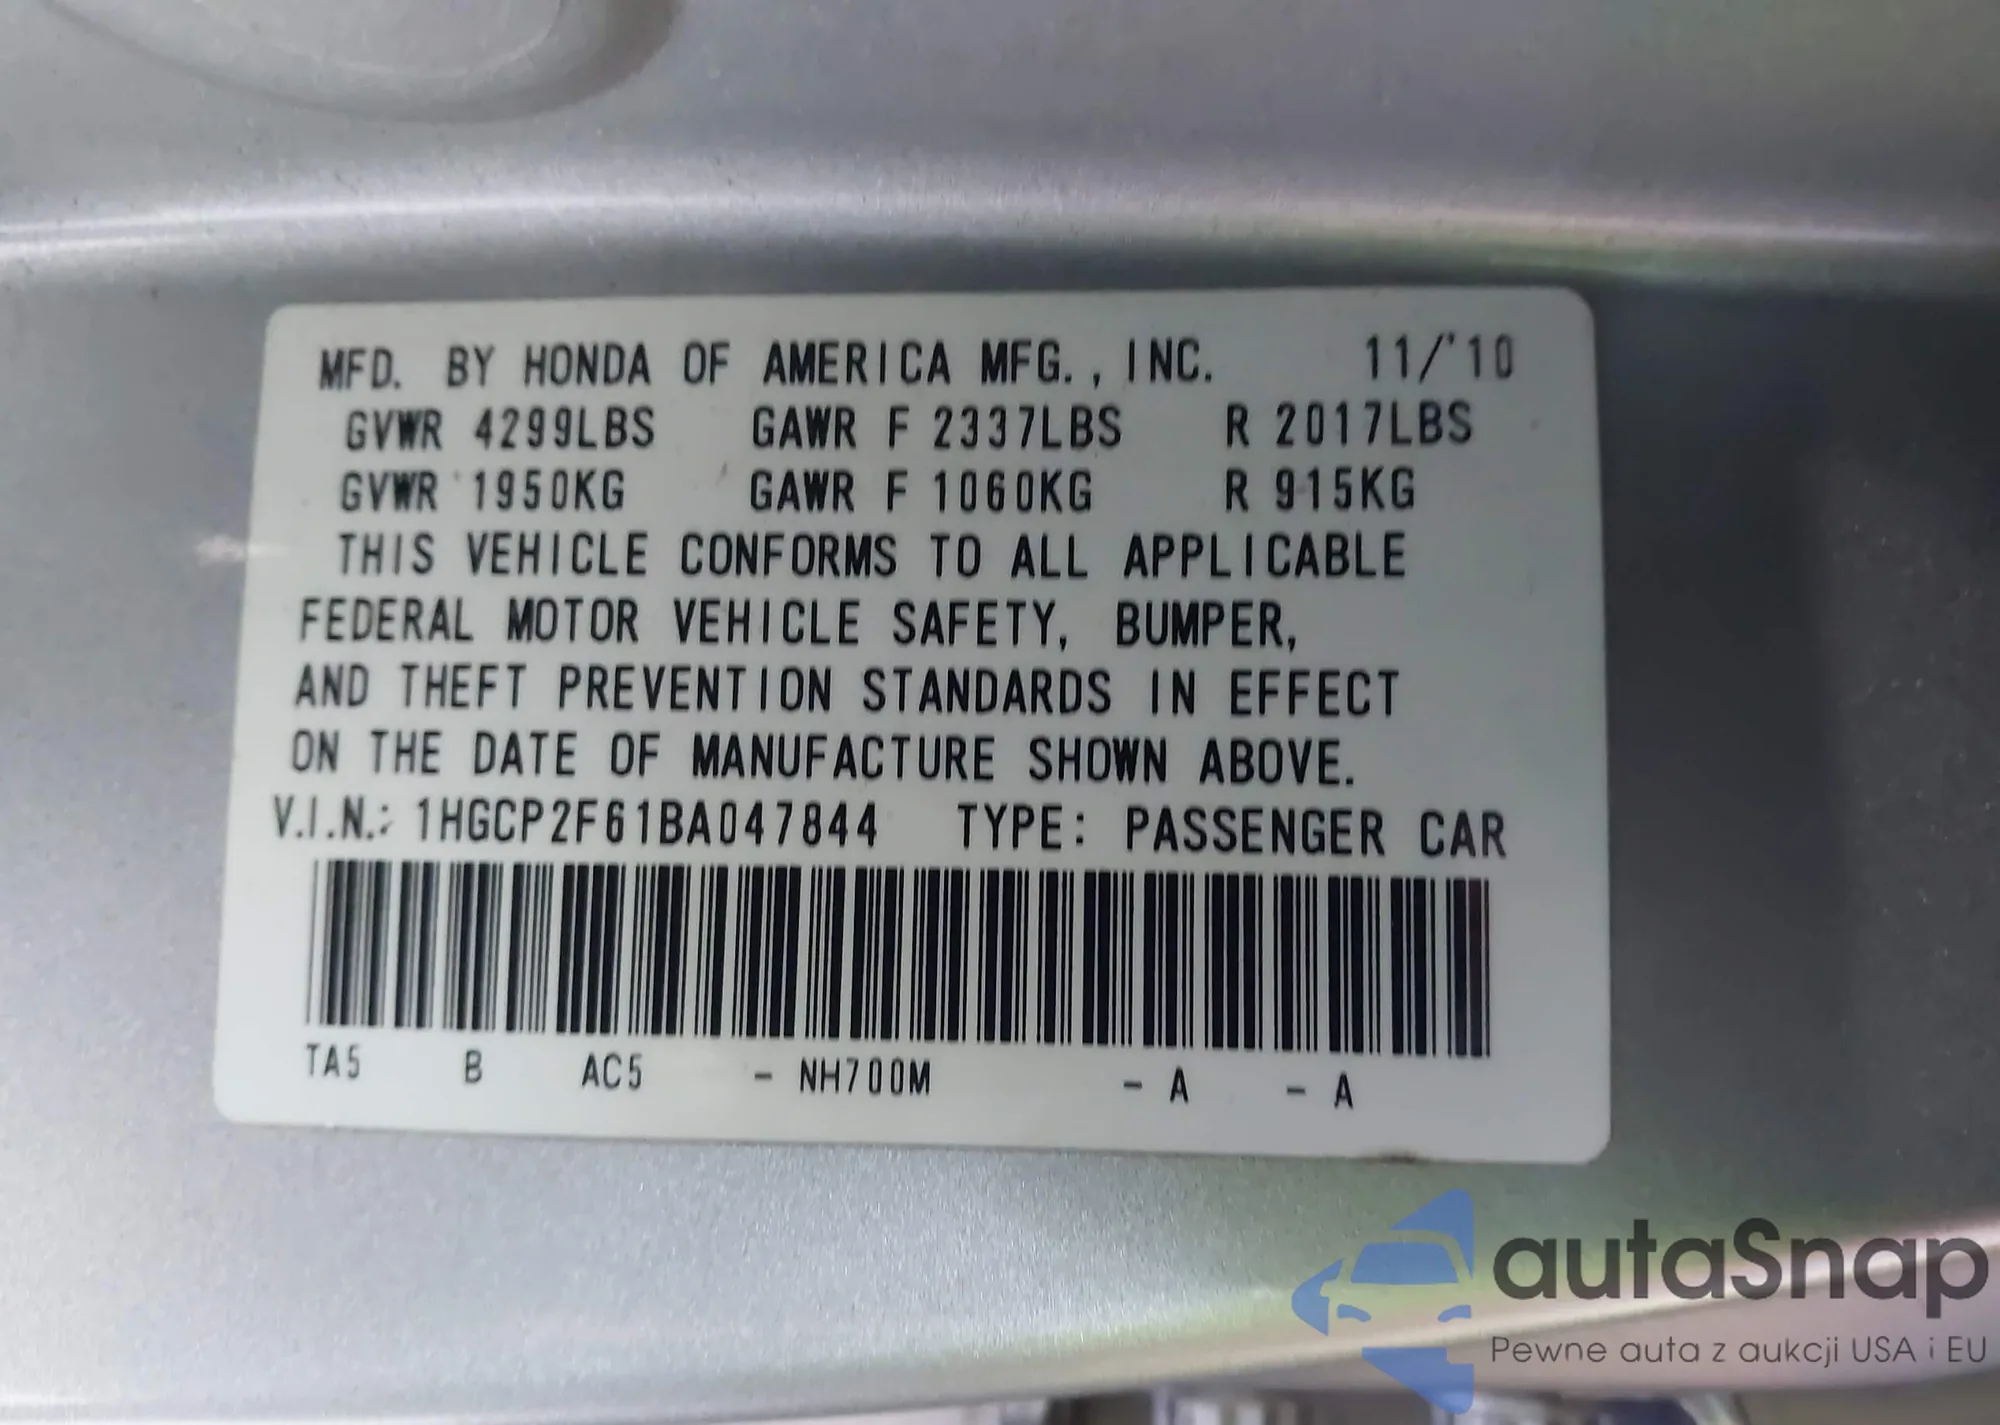 MFD. BY HONDA OF AMERICA MFG., INC. 11/'10
GVWR 4299LBS GAWR F 2337LBS R 2017LBS
GVWR 1950KG GAWR F 1060KG R 915KG
THIS VEHICLE CONFORMS TO ALL APPLICABLE
FEDERAL MOTOR VEHICLE SAFETY, BUMPER,
AND THEFT PREVENTION STANDARDS IN EFFECT
ON THE DATE OF MANUFACTURE SHOWN ABOVE.
V.I.N.: 1HGCP2F61BA047844 TYPE: PASSENGER CAR
TA5 B AC5 - NH700M - A - A
autaSnap
Pewne auta z aukcji USA i EU